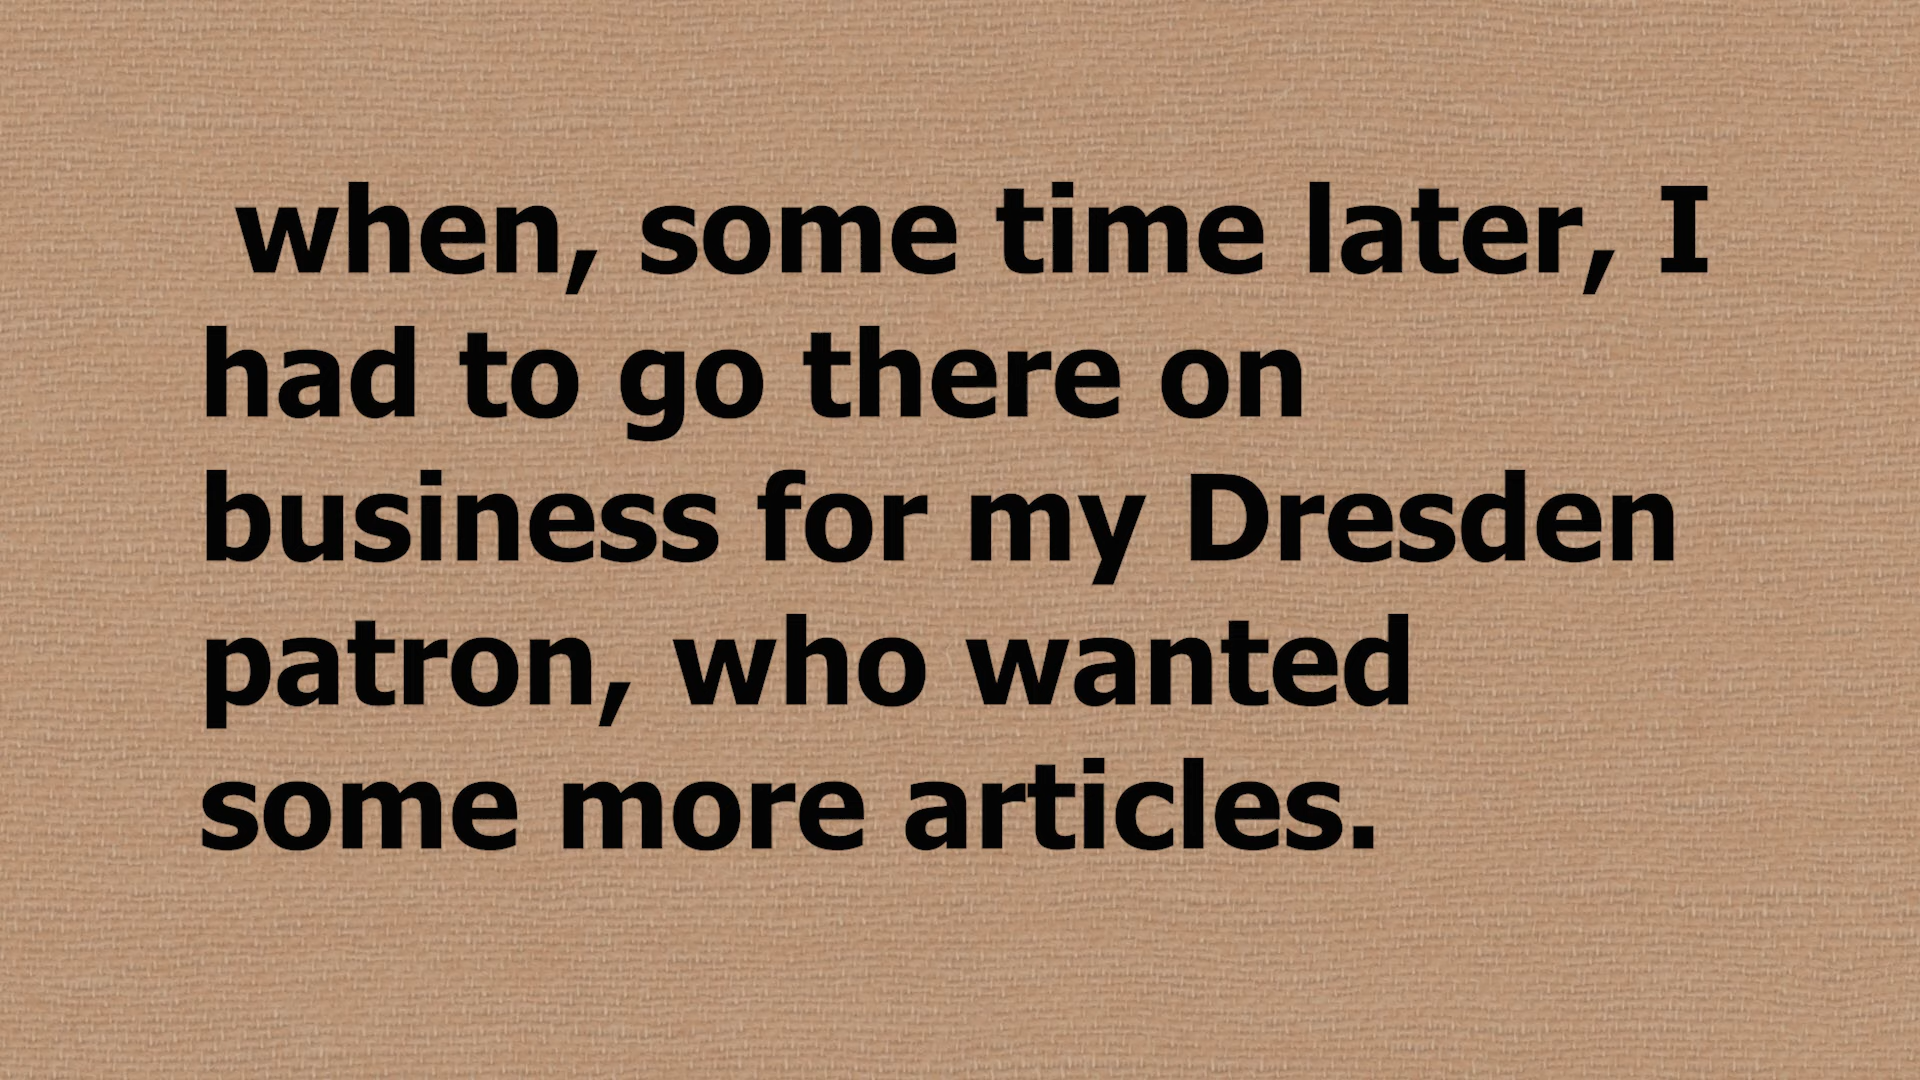 when, some time later, I
had to go there on
business for my Dresden
patron, who wanted
some more articles.